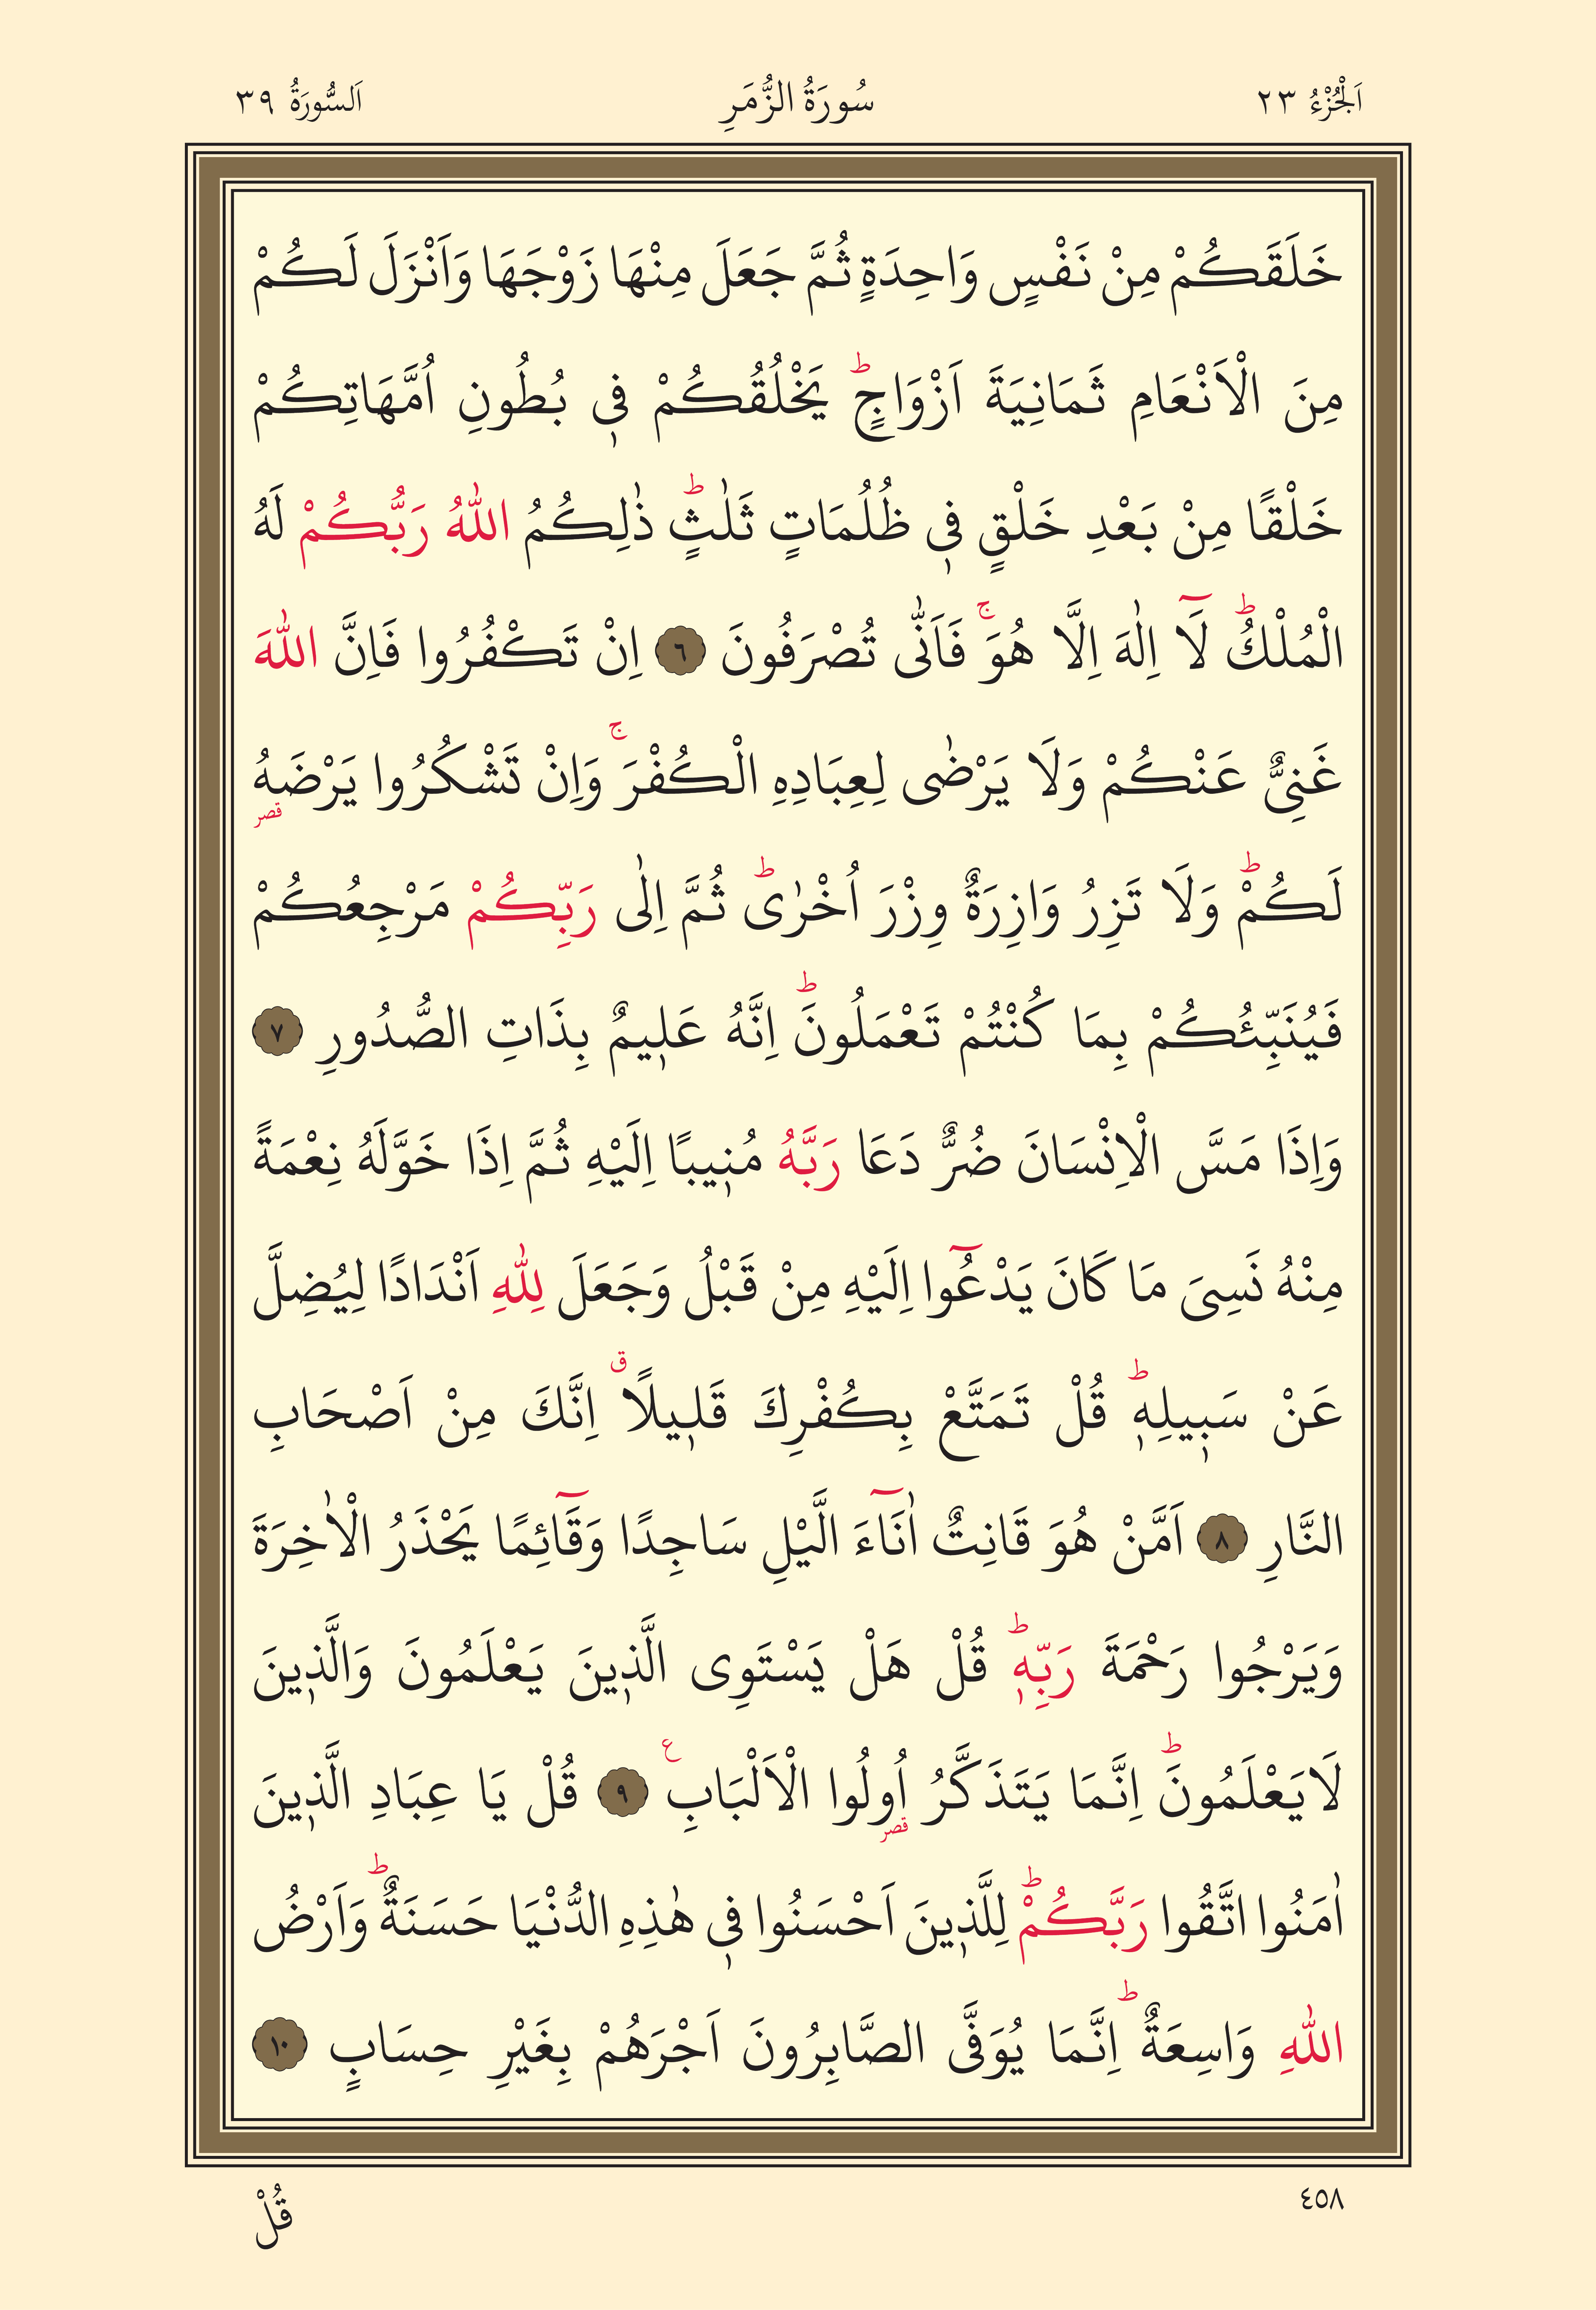 اَلْجُزْءُ ٢٣
سُورَةُ الزُّمَرِ
اَلسُّورَةُ ٣٩
خَلَقَكُمْ مِنْ نَفْسٍ وَاحِدَةٍ ثُمَّ جَعَلَ مِنْهَا زَوْجَهَا وَاَنْزَلَ لَكُمْ
مِنَ الْاَنْعَامِ ثَمَانِيَةَ اَزْوَاجٍۜ يَخْلُقُكُمْ ف۪ي بُطُونِ اُمَّهَاتِكُمْ
خَلْقًا مِنْ بَعْدِ خَلْقٍ ف۪ي ظُلُمَاتٍ ثَلٰثٍۜ ذٰلِكُمُ اللّٰهُ رَبُّكُمْ لَهُ
الْمُلْكُۜ لَٓا اِلٰهَ اِلَّا هُوَۚ فَاَنّٰى تُصْرَفُونَ ﴿٦﴾ اِنْ تَكْفُرُوا فَاِنَّ اللّٰهَ
غَنِيٌّ عَنْكُمْ وَلَا يَرْضٰى لِعِبَادِهِ الْكُفْرَۚ وَاِنْ تَشْكُرُوا يَرْضَهُ
قصر
لَكُمْۜ وَلَا تَزِرُ وَازِرَةٌ وِزْرَ اُخْرٰىۜ ثُمَّ اِلٰى رَبِّكُمْ مَرْجِعُكُمْ
فَيُنَبِّئُكُمْ بِمَا كُنْتُمْ تَعْمَلُونَۜ اِنَّهُ عَل۪يمٌ بِذَاتِ الصُّدُورِ ﴿٧﴾
وَاِذَا مَسَّ الْاِنْسَانَ ضُرٌّ دَعَا رَبَّهُ مُن۪يبًا اِلَيْهِ ثُمَّ اِذَا خَوَّلَهُ نِعْمَةً
مِنْهُ نَسِيَ مَا كَانَ يَدْعُٓوا اِلَيْهِ مِنْ قَبْلُ وَجَعَلَ لِلّٰهِ اَنْدَادًا لِيُضِلَّ
عَنْ سَب۪يلِه۪ۜ قُلْ تَمَتَّعْ بِكُفْرِكَ قَل۪يلًاۗ اِنَّكَ مِنْ اَصْحَابِ
النَّارِ ﴿٨﴾ اَمَّنْ هُوَ قَانِتٌ اٰنَٓاءَ الَّيْلِ سَاجِدًا وَقَٓائِمًا يَحْذَرُ الْاٰخِرَةَ
وَيَرْجُوا رَحْمَةَ رَبِّه۪ۜ قُلْ هَلْ يَسْتَوِي الَّذ۪ينَ يَعْلَمُونَ وَالَّذ۪ينَ
لَا يَعْلَمُونَۜ اِنَّمَا يَتَذَكَّرُ اُولُوا الْاَلْبَابِ ع ﴿٩﴾ قُلْ يَا عِبَادِ الَّذ۪ينَ
قصر
اٰمَنُوا اتَّقُوا رَبَّكُمْۜ لِلَّذ۪ينَ اَحْسَنُوا ف۪ي هٰذِهِ الدُّنْيَا حَسَنَةٌۜ وَاَرْضُ
اللّٰهِ وَاسِعَةٌۜ اِنَّمَا يُوَفَّى الصَّابِرُونَ اَجْرَهُمْ بِغَيْرِ حِسَابٍ ﴿١٠﴾
٤٥٨
قُلْ